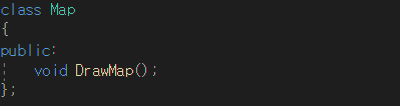 class Map
{
public:
    void DrawMap();
};